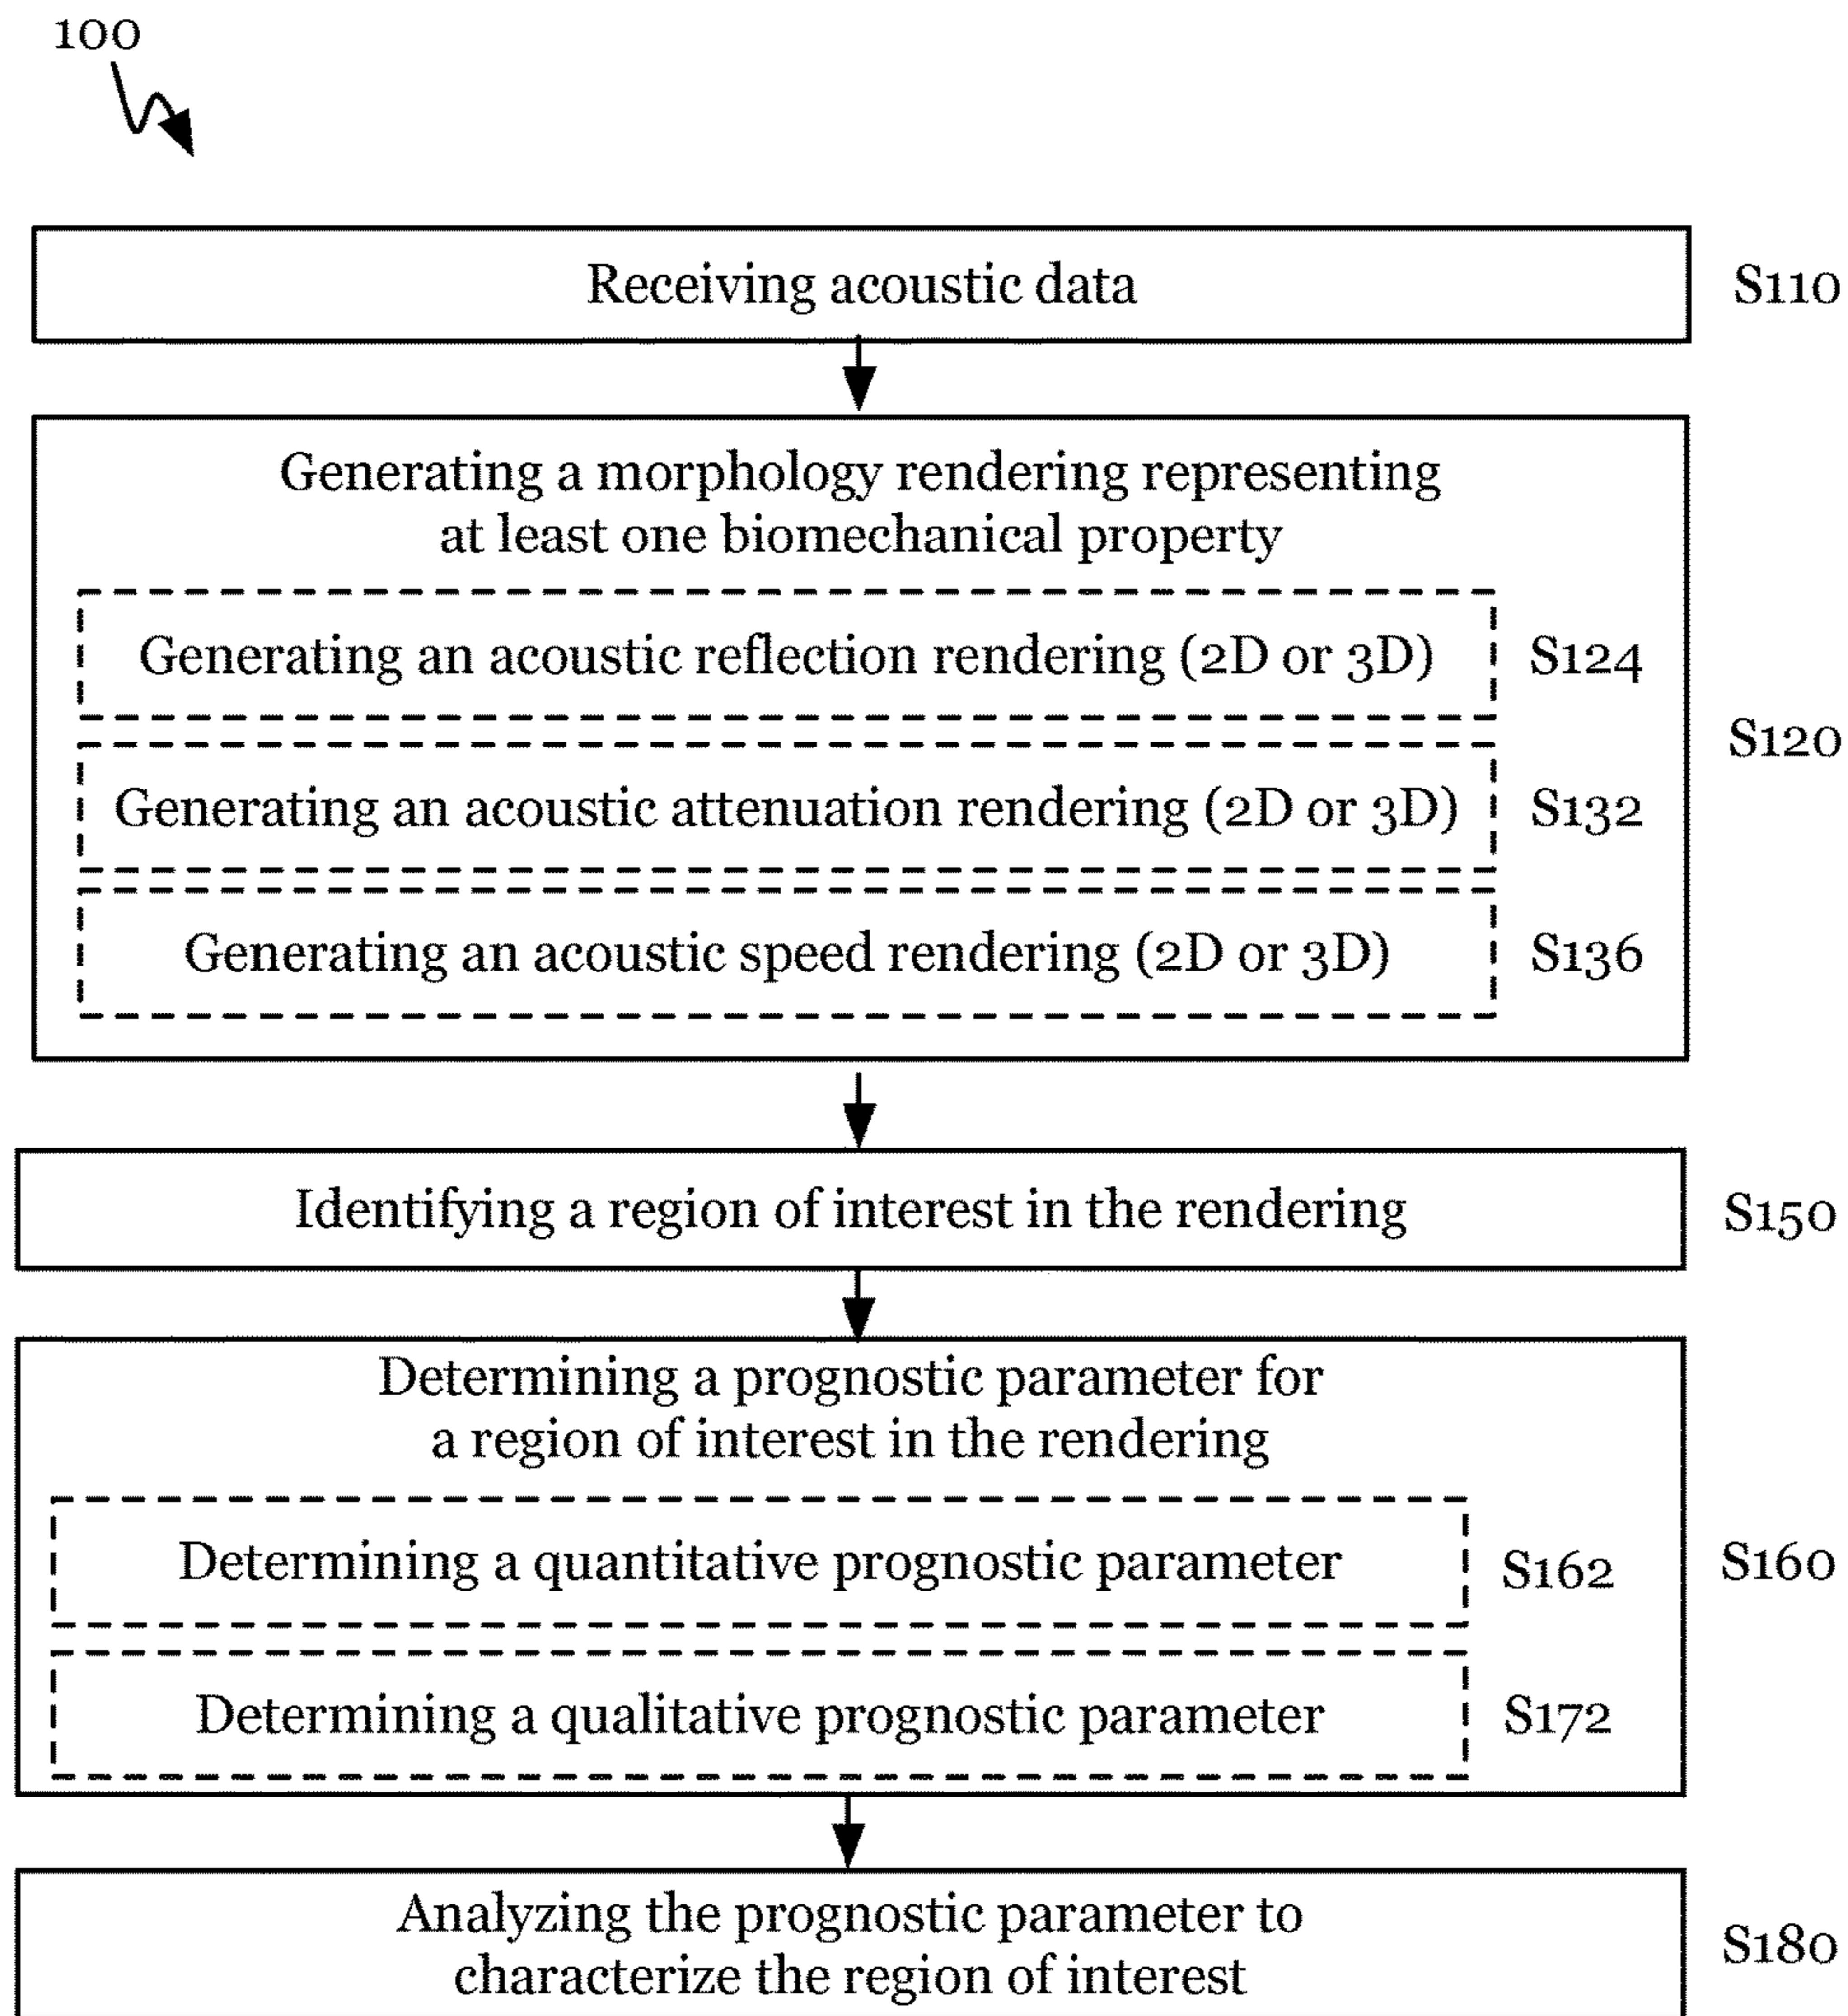 100
Receiving acoustic data
S110
Generating a morphology rendering representing
at least one biomechanical property
Generating an acoustic reflection rendering (2D or 3D)
S124
S120
Generating an acoustic attenuation rendering (2D or 3D)
S132
Generating an acoustic speed rendering (2D or 3D)
S136
Identifying a region of interest in the rendering
S150
Determining a prognostic parameter for
a region of interest in the rendering
Determining a quantitative prognostic parameter
S162
S160
Determining a qualitative prognostic parameter
S172
Analyzing the prognostic parameter to
characterize the region of interest
S180